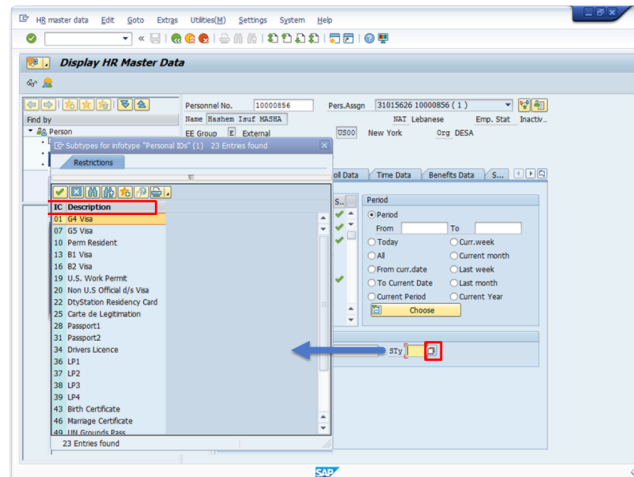 HR master data Edit Goto Extras Utilities(M) Settings System Help
Display HR Master Data
Personnel No. 10000856 Pers.Assgn 31015626 10000856 ( 1 )
Find by
Name Hashem Isuf MASHA NAT Lebanese Emp. Stat Inactiv..
Person
EE Group E External US00 New York Org DESA
Subtypes for infotype "Personal IDs" (1) 23 Entries found
Restrictions
oll Data Time Data Benefits Data S...
IC Description
01 G4 Visa
07 G5 Visa
10 Perm Resident
13 B1 Visa
16 B2 Visa
19 U.S. Work Permit
20 Non U.S Official d/s Visa
22 DtyStation Residency Card
25 Carte de Legitimation
28 Passport1
31 Passport2
34 Drivers Licence
36 LP1
37 LP2
38 LP3
39 LP4
43 Birth Certificate
46 Marriage Certificate
49 UN Grounds Pass
23 Entries found
S..
Period
Period
From To
Today Curr.week
All Current month
From curr.date Last week
To Current Date Last month
Current Period Current Year
Choose
STy
SAP